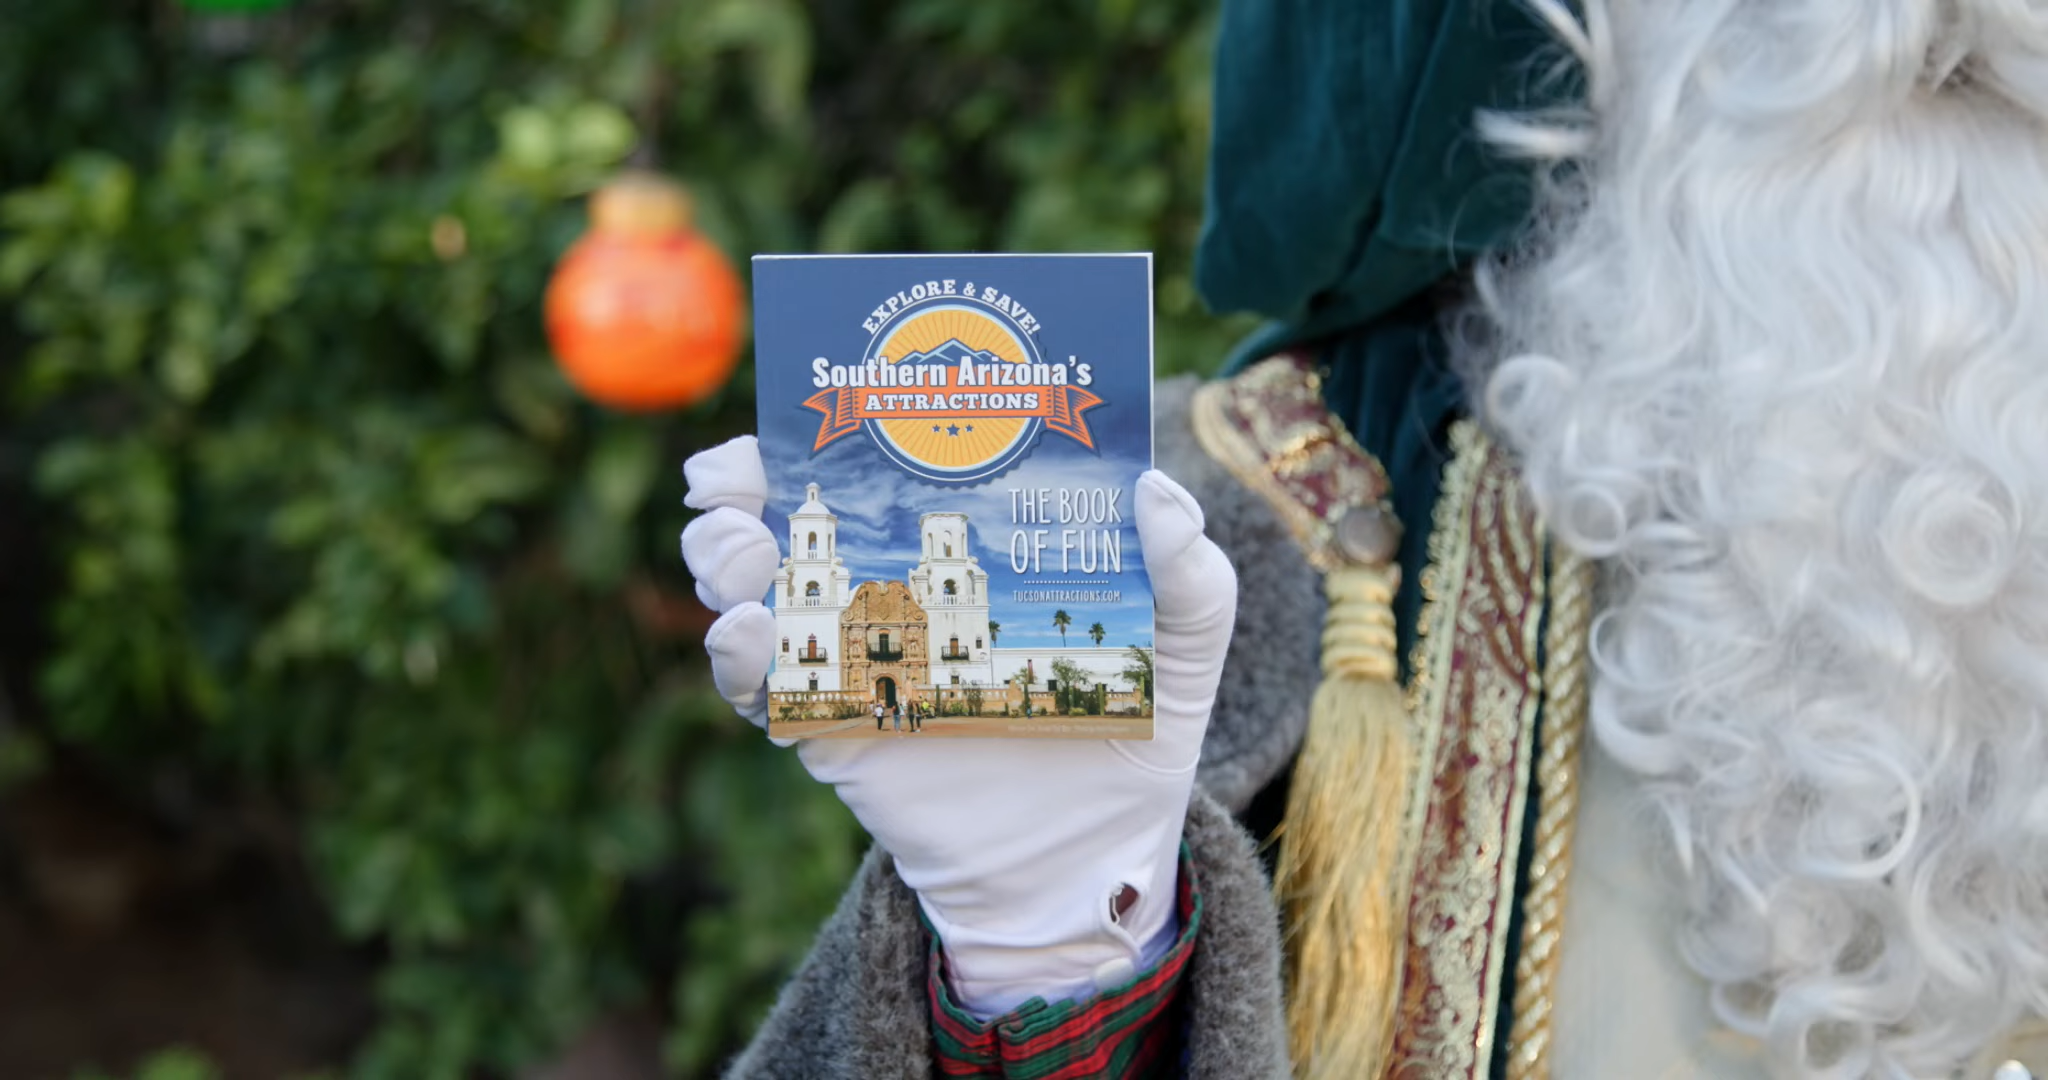 EXPLORE & SAVE!
Southern Arizona's
ATTRACTIONS
THE BOOK
OF FUN
TUCSONATTRACTIONS.COM